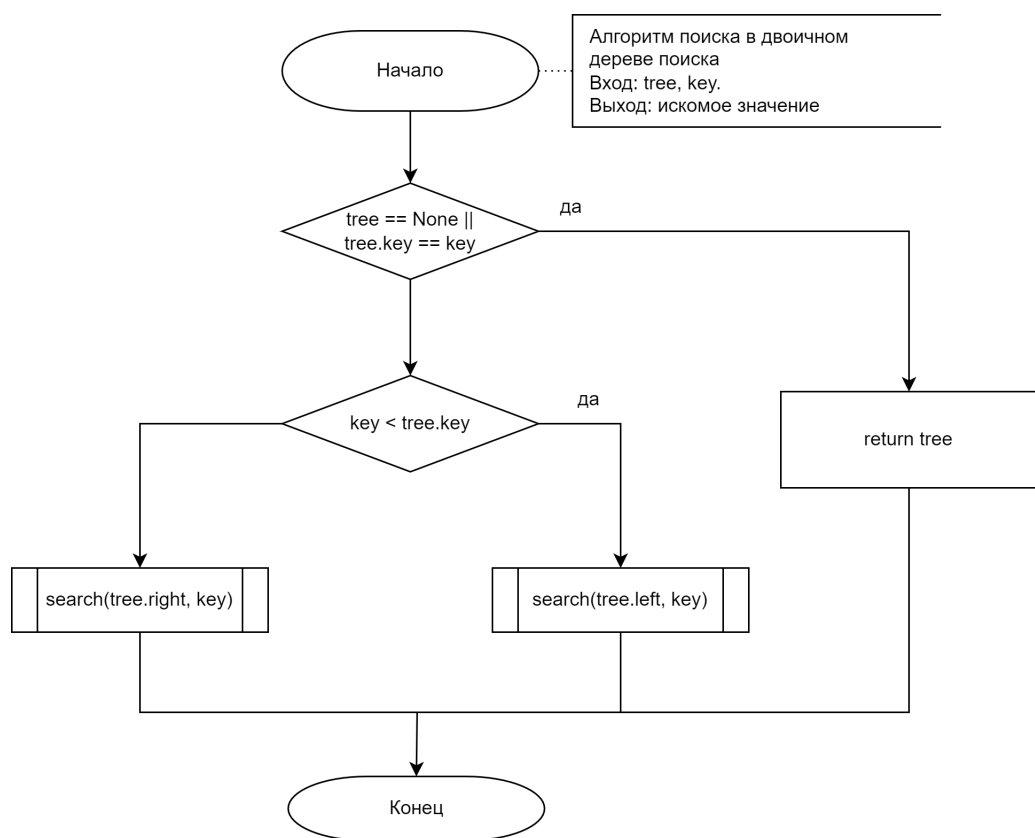 Начало
Алгоритм поиска в двоичном
дереве поиска
Вход: tree, key.
Выход: искомое значение
tree == None ||
tree.key == key
да
key < tree.key
да
return tree
search(tree.right, key)
search(tree.left, key)
Конец